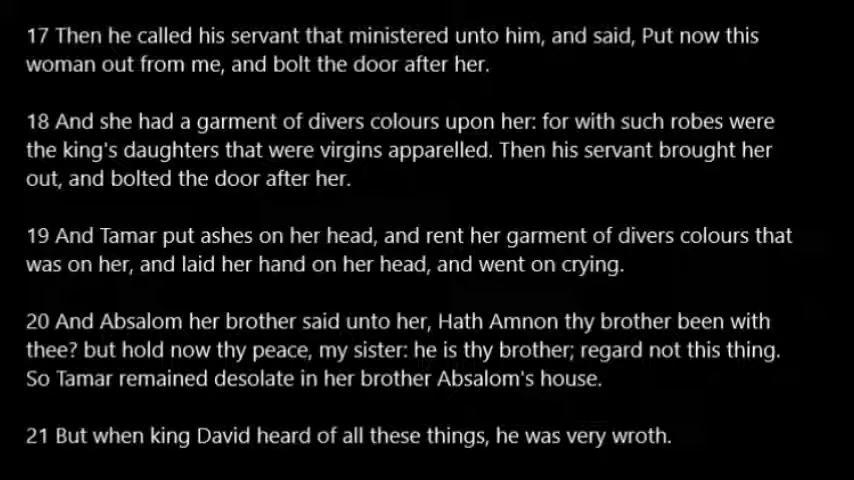 17 Then he called his servant that ministered unto him, and said, Put now this
woman out from me, and bolt the door after her.
18 And she had a garment of divers colours upon her: for with such robes were
the king's daughters that were virgins apparelled. Then his servant brought her
out, and bolted the door after her.
19 And Tamar put ashes on her head, and rent her garment of divers colours that
was on her, and laid her hand on her head, and went on crying.
20 And Absalom her brother said unto her, Hath Amnon thy brother been with
thee? but hold now thy peace, my sister: he is thy brother; regard not this thing.
So Tamar remained desolate in her brother Absalom's house.
21 But when king David heard of all these things, he was very wroth.